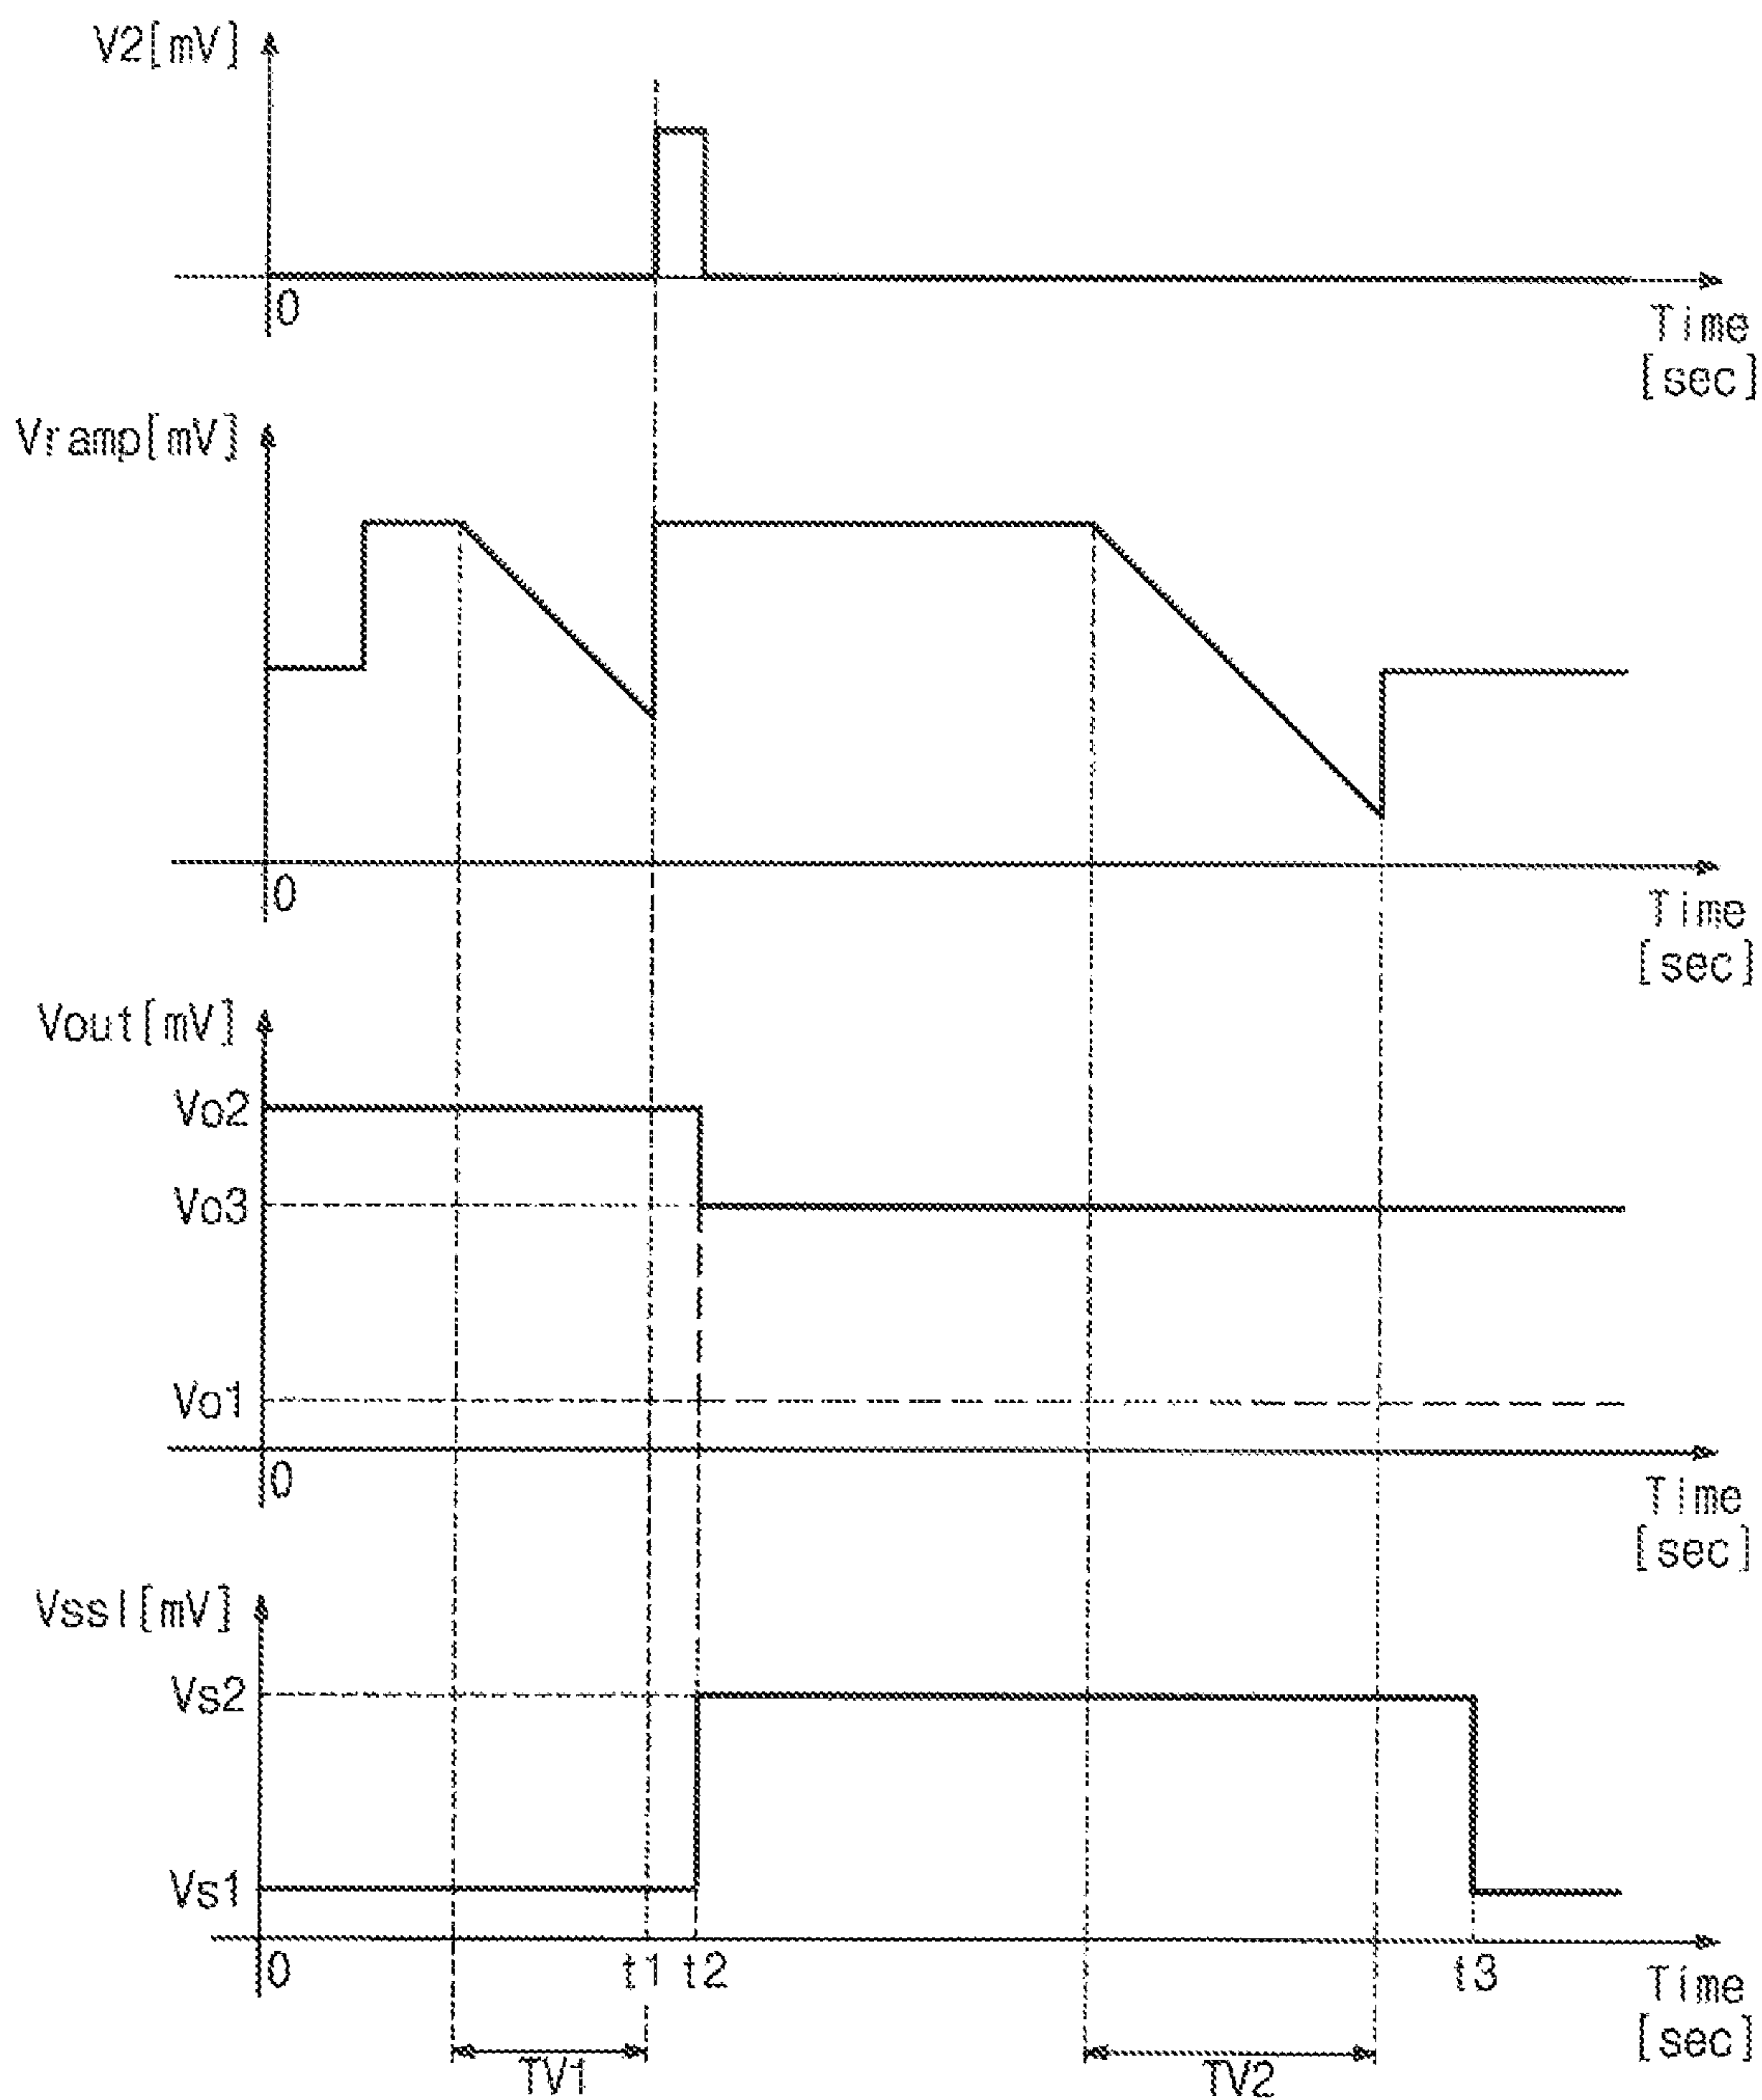 V2[mV]
0
Time
[sec]
Vramp[mV]
0
Time
[sec]
Vout[mV]
Vo2
Vo3
Vo1
0
Time
[sec]
Vssl[mV]
Vs2
Vs1
0
t1 t2
t3
Time
[sec]
TV1
TV2